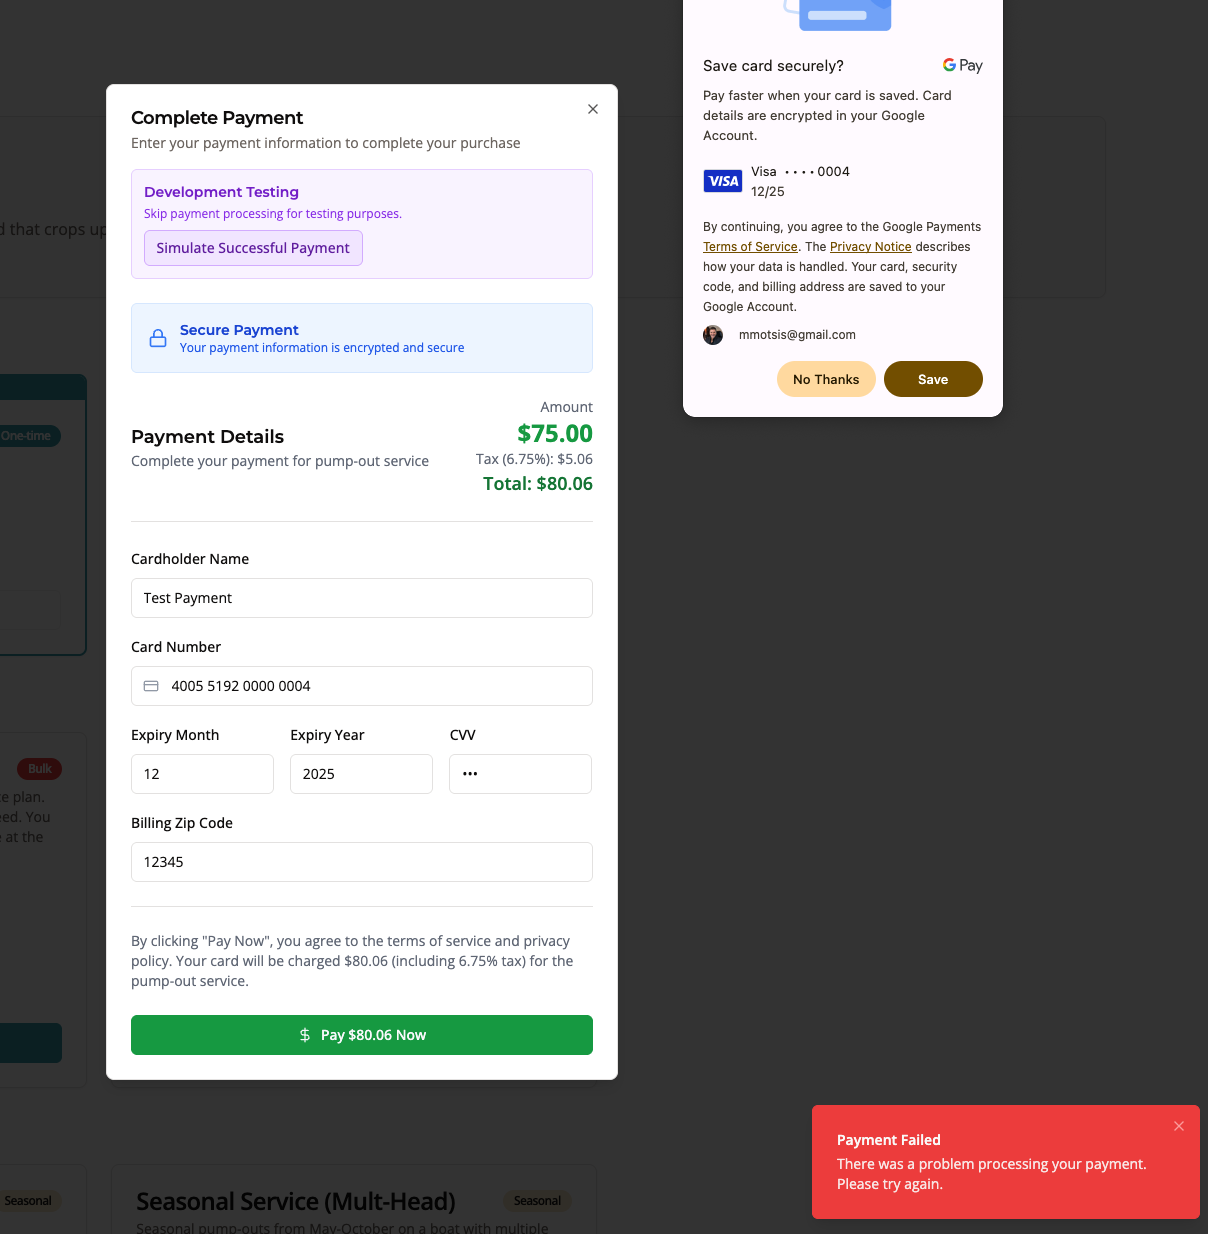 Complete Payment
Enter your payment information to complete your purchase
Development Testing
Skip payment processing for testing purposes.
Simulate Successful Payment
Secure Payment
Your payment information is encrypted and secure
Payment Details
Complete your payment for pump-out service
Amount
$75.00
Tax (6.75%): $5.06
Total: $80.06
Cardholder Name
Test Payment
Card Number
4005 5192 0000 0004
Expiry Month
Expiry Year
CVV
12
2025
•••
Billing Zip Code
12345
By clicking "Pay Now", you agree to the terms of service and privacy
policy. Your card will be charged $80.06 (including 6.75% tax) for the
pump-out service.
$ Pay $80.06 Now
Save card securely?
G Pay
Pay faster when your card is saved. Card
details are encrypted in your Google
Account.
VISA
Visa •••• 0004
12/25
By continuing, you agree to the Google Payments
Terms of Service. The Privacy Notice describes
how your data is handled. Your card, security
code, and billing address are saved to your
Google Account.
mmotsis@gmail.com
No Thanks
Save
d that crops up
One-time
Bulk
e plan.
eed. You
e at the
Seasonal
Seasonal Service (Mult-Head)
Seasonal
Seasonal pump-outs from May-October on a boat with multiple
Payment Failed
There was a problem processing your payment.
Please try again.